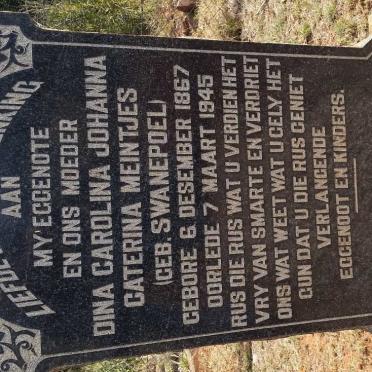 LIEFDE
AAN
MY EGGENOTE
EN ONS MOEDER
DINA CAROLINA JOHANNA
CATERINA MEINTJES
(GEB. SWANEPOEL)
GEBORE 6. DESEMBER 1867
OORLEDE 7 MAART 1945
RUS DIE RUS WAT U VERDIEN HET
VRY VAN SMARTE EN VERDRIET
ONS WAT WEET WAT U GELY HET
GUN DAT U DIE RUS GENIET
VERLANGENDE
EGGENOOT EN KINDERS.